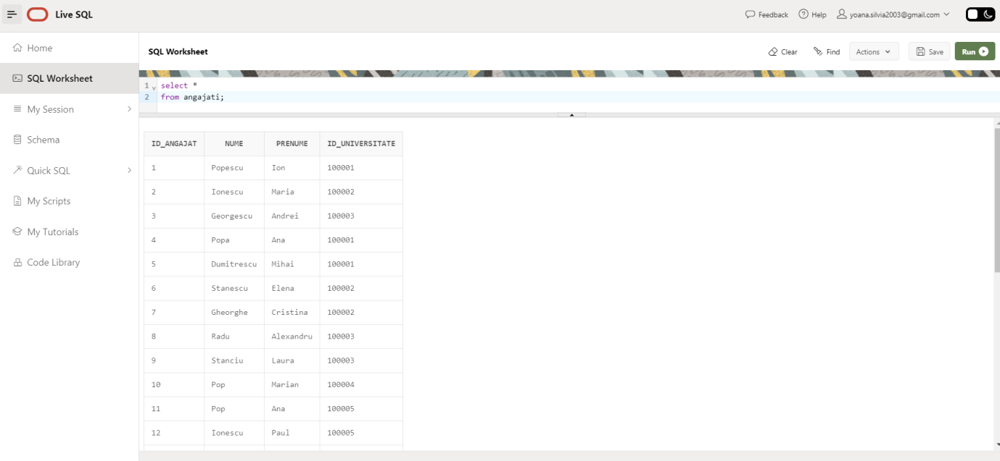 Live SQL
Feedback
Help
yoana.silvia2003@gmail.com
Home
SQL Worksheet
My Session
Schema
Quick SQL
My Scripts
My Tutorials
Code Library
SQL Worksheet
Clear
Find
Actions
Save
Run
1 select *
2 from angajati;
ID_ANGAJAT NUME PRENUME ID_UNIVERSITATE
1 Popescu Ion 100001
2 Ionescu Maria 100002
3 Georgescu Andrei 100003
4 Popa Ana 100001
5 Dumitrescu Mihai 100001
6 Stanescu Elena 100002
7 Gheorghe Cristina 100002
8 Radu Alexandru 100003
9 Stanciu Laura 100003
10 Pop Marian 100004
11 Pop Ana 100005
12 Ionescu Paul 100005